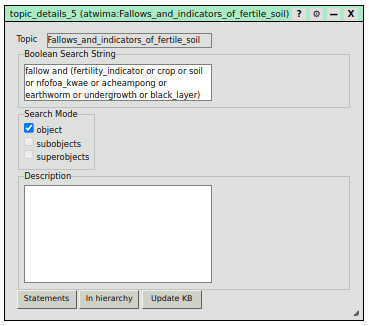 topic_details_5 (atwima:Fallows_and_indicators_of_fertile_soil) ? — X
Topic Fallows_and_indicators_of_fertile_soil
Boolean Search String
fallow and (fertility_indicator or crop or soil
or nfofoa_kwae or acheampong or
earthworm or undergrowth or black_layer)
Search Mode
object
subobjects
superobjects
Description
Statements In hierarchy Update KB